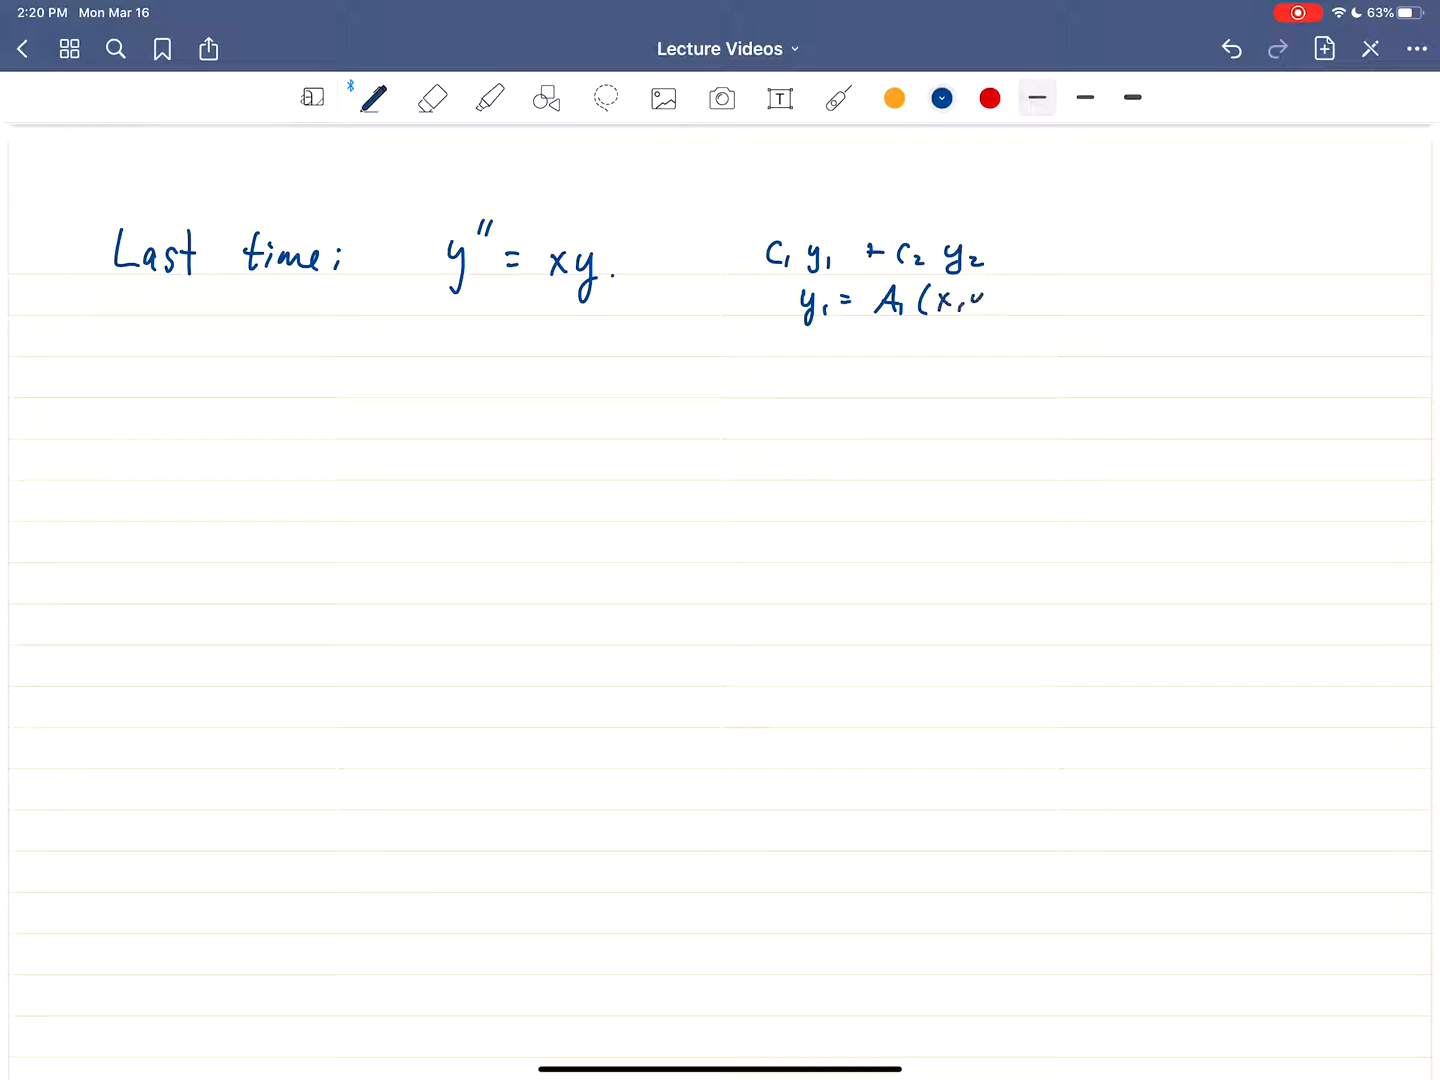 2:20 PM Mon Mar 16 63%
Lecture Videos
Last time: y'' = xy. c₁ y₁ + c₂ y₂
y₁ = A₁ (x,